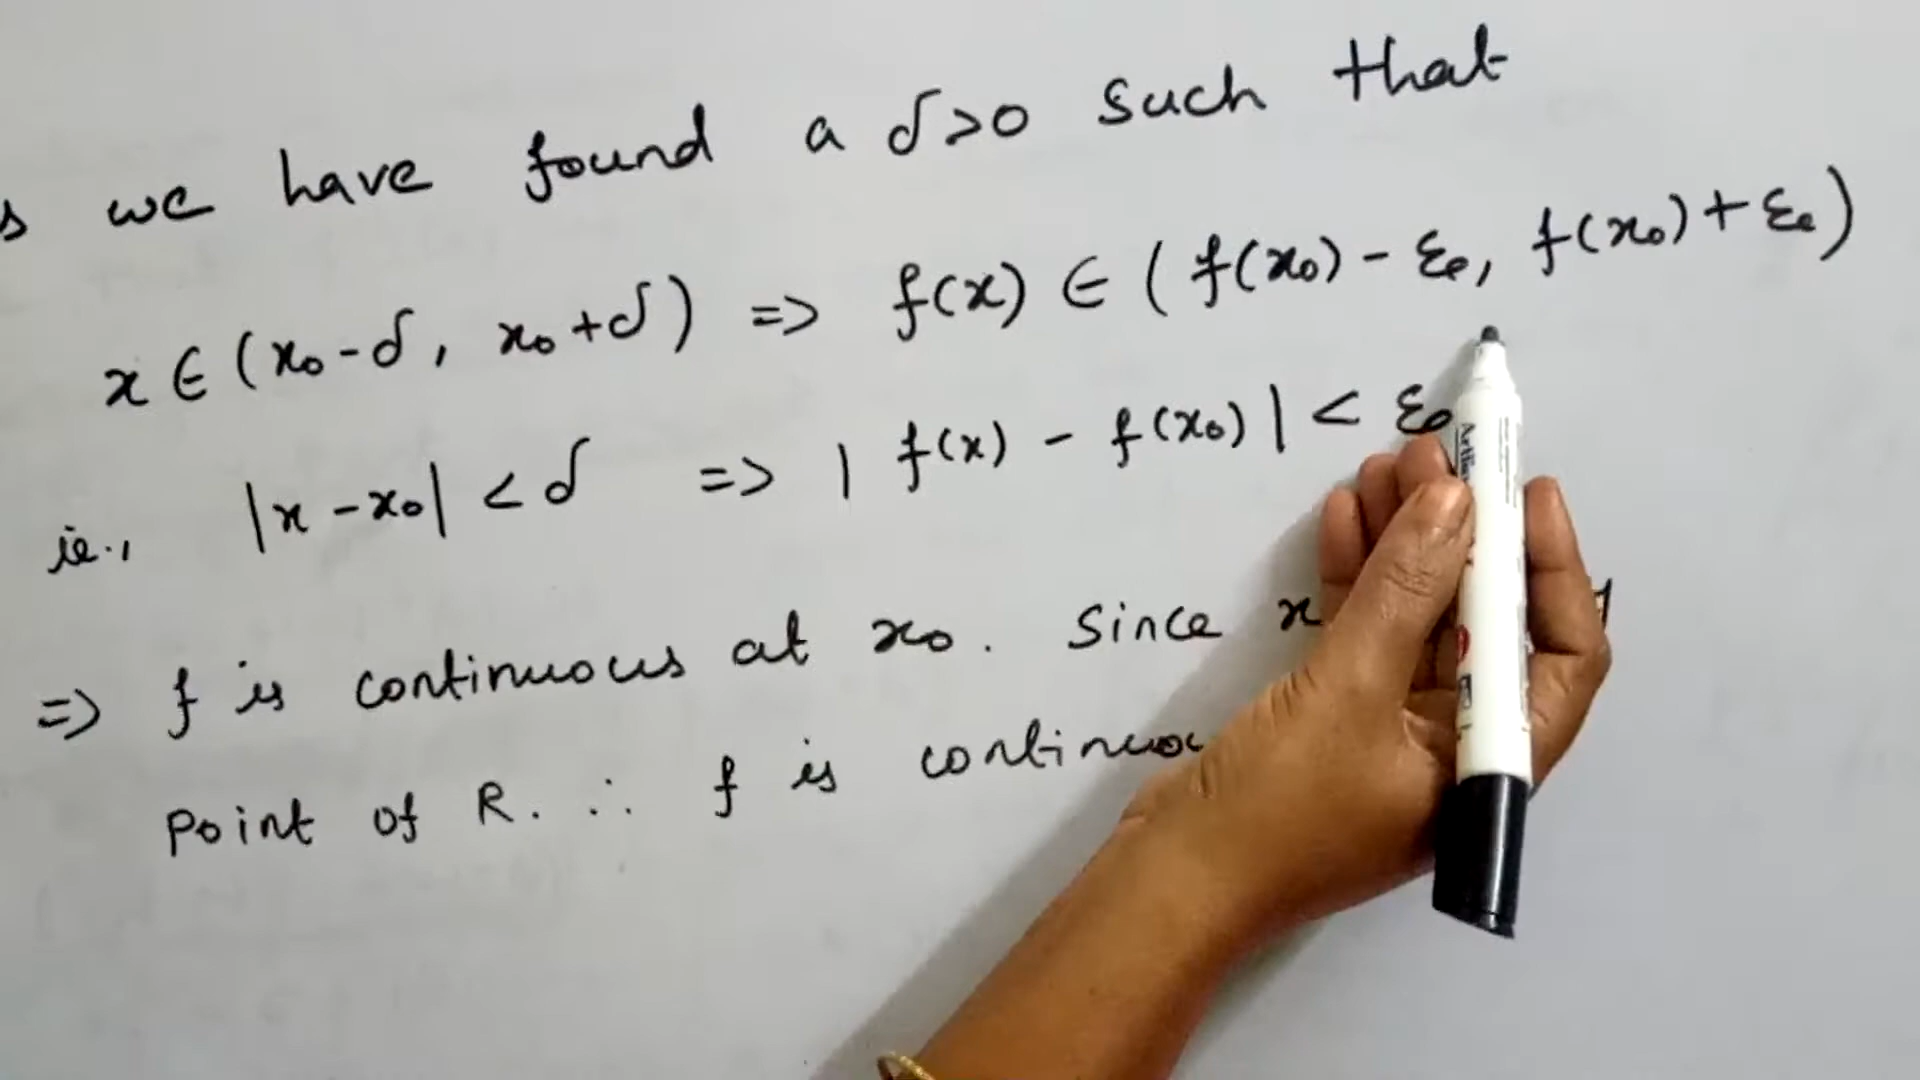 we have found a δ>0 such that
x ∈ (x₀-δ, x₀+δ) => f(x) ∈ (f(x₀) - ε₀, f(x₀) + ε₀)
ie., |x - x₀| < δ => | f(x) - f(x₀) | < ε₀
=> f is continuous at x₀. Since x
Point of R. ∴ f is